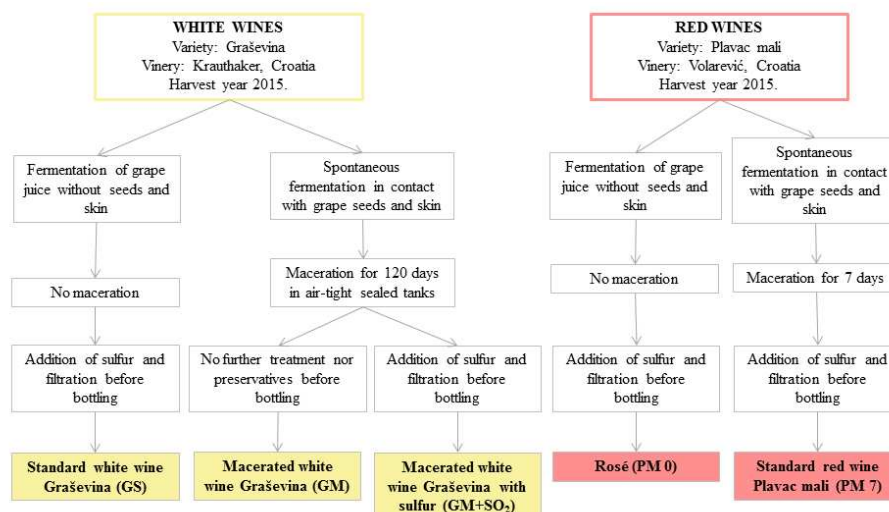 WHITE WINES
Variety: Graševina
Vinery: Krauthaker, Croatia
Harvest year 2015.
RED WINES
Variety: Plavac mali
Vinery: Volarević, Croatia
Harvest year 2015.
Fermentation of grape
juice without seeds and
skin
Spontaneous
fermentation in contact
with grape seeds and skin
Fermentation of grape
juice without seeds and
skin
Spontaneous
fermentation in contact
with grape seeds and
skin
No maceration
Maceration for 120 days
in air-tight sealed tanks
No maceration
Maceration for 7 days
Addition of sulfur and
filtration before
bottling
No further treatment nor
preservatives before
bottling
Addition of sulfur and
filtration before
bottling
Addition of sulfur and
filtration before
bottling
Addition of sulfur and
filtration before
bottling
Standard white wine
Graševina (GS)
Macerated white
wine Graševina (GM)
Macerated white
wine Graševina with
sulfur (GM+SO₂)
Rosé (PM 0)
Standard red wine
Plavac mali (PM 7)